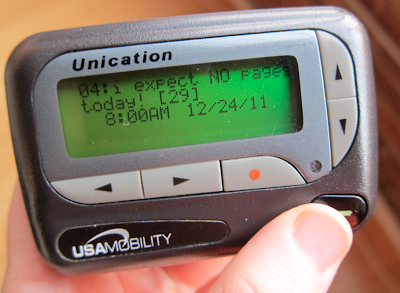 Unication
04:i expect NO pages
today! [29]
8:00AM 12/24/11
USAMOBILITY